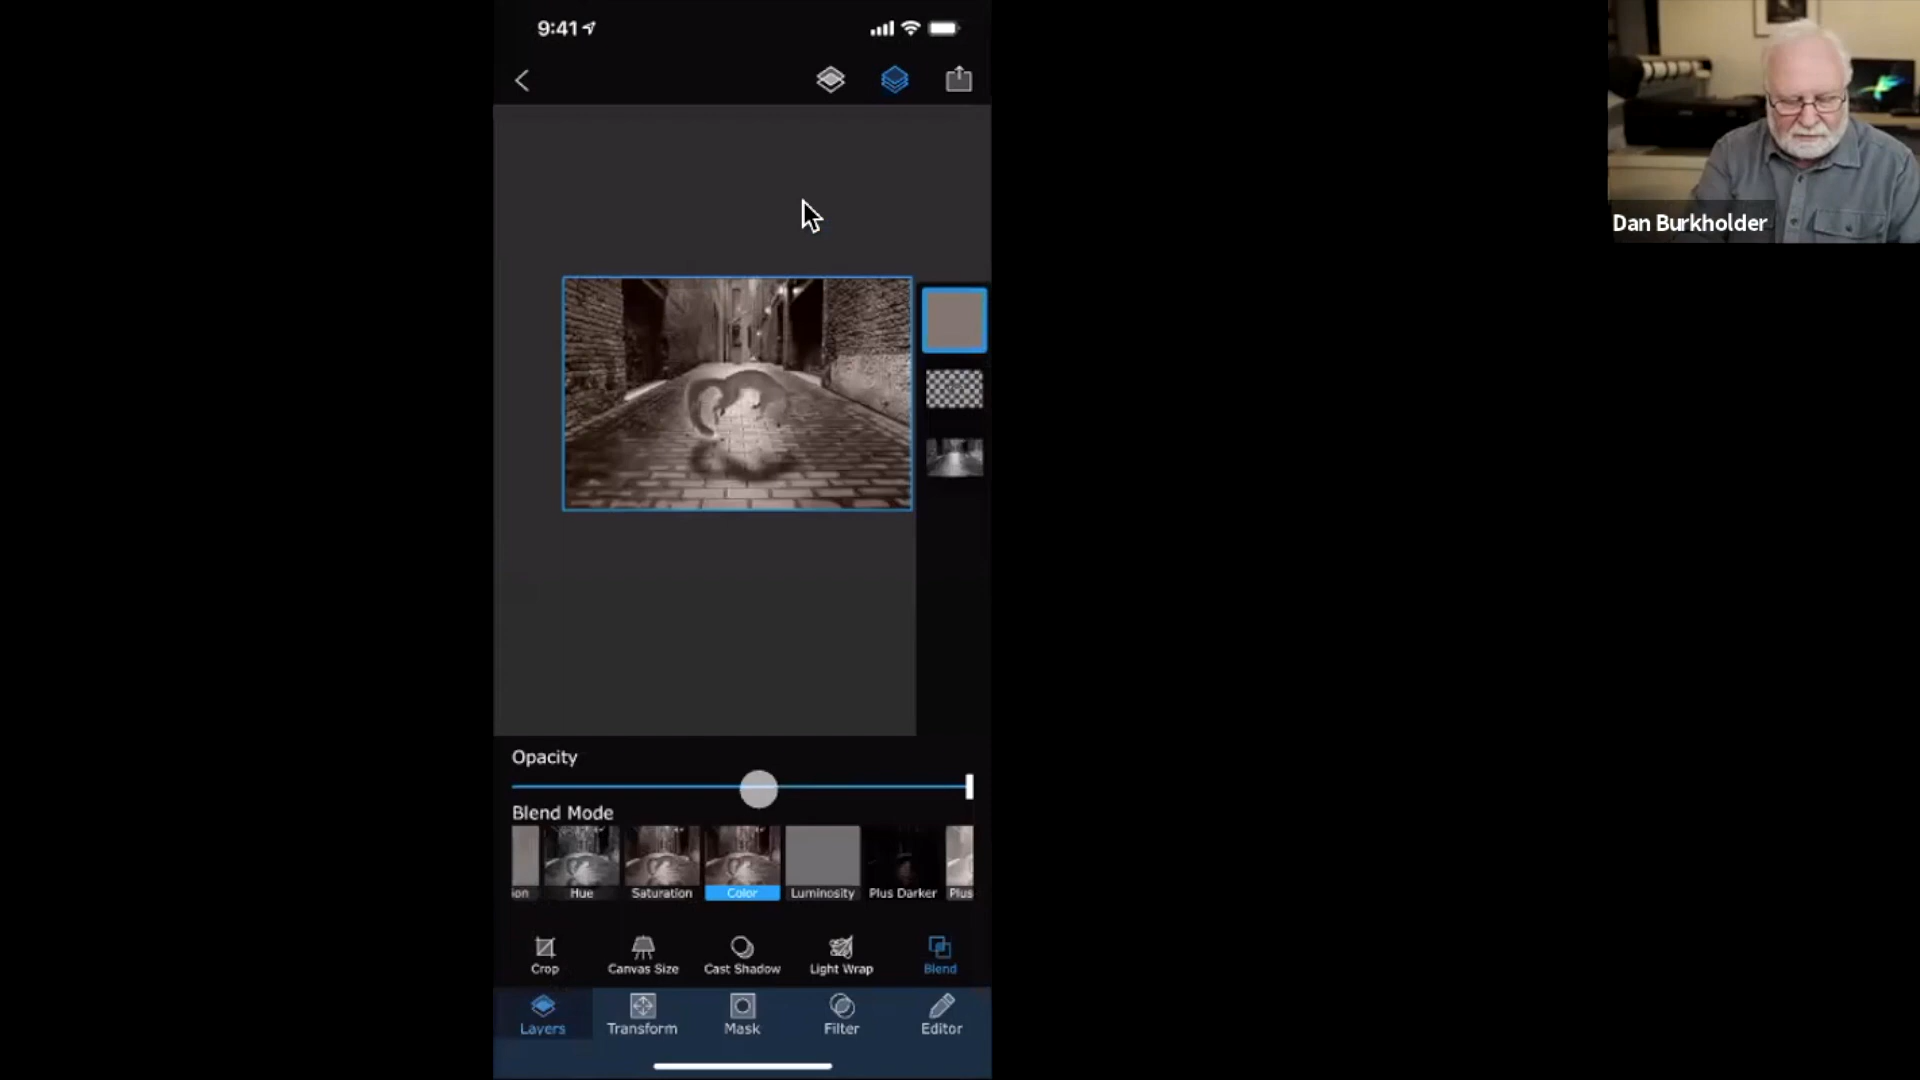 9:41
Dan Burkholder
Opacity
Blend Mode
ion Hue Saturation Color Luminosity Plus Darker Plus
Crop Canvas Size Cast Shadow Light Wrap Blend
Layers Transform Mask Filter Editor